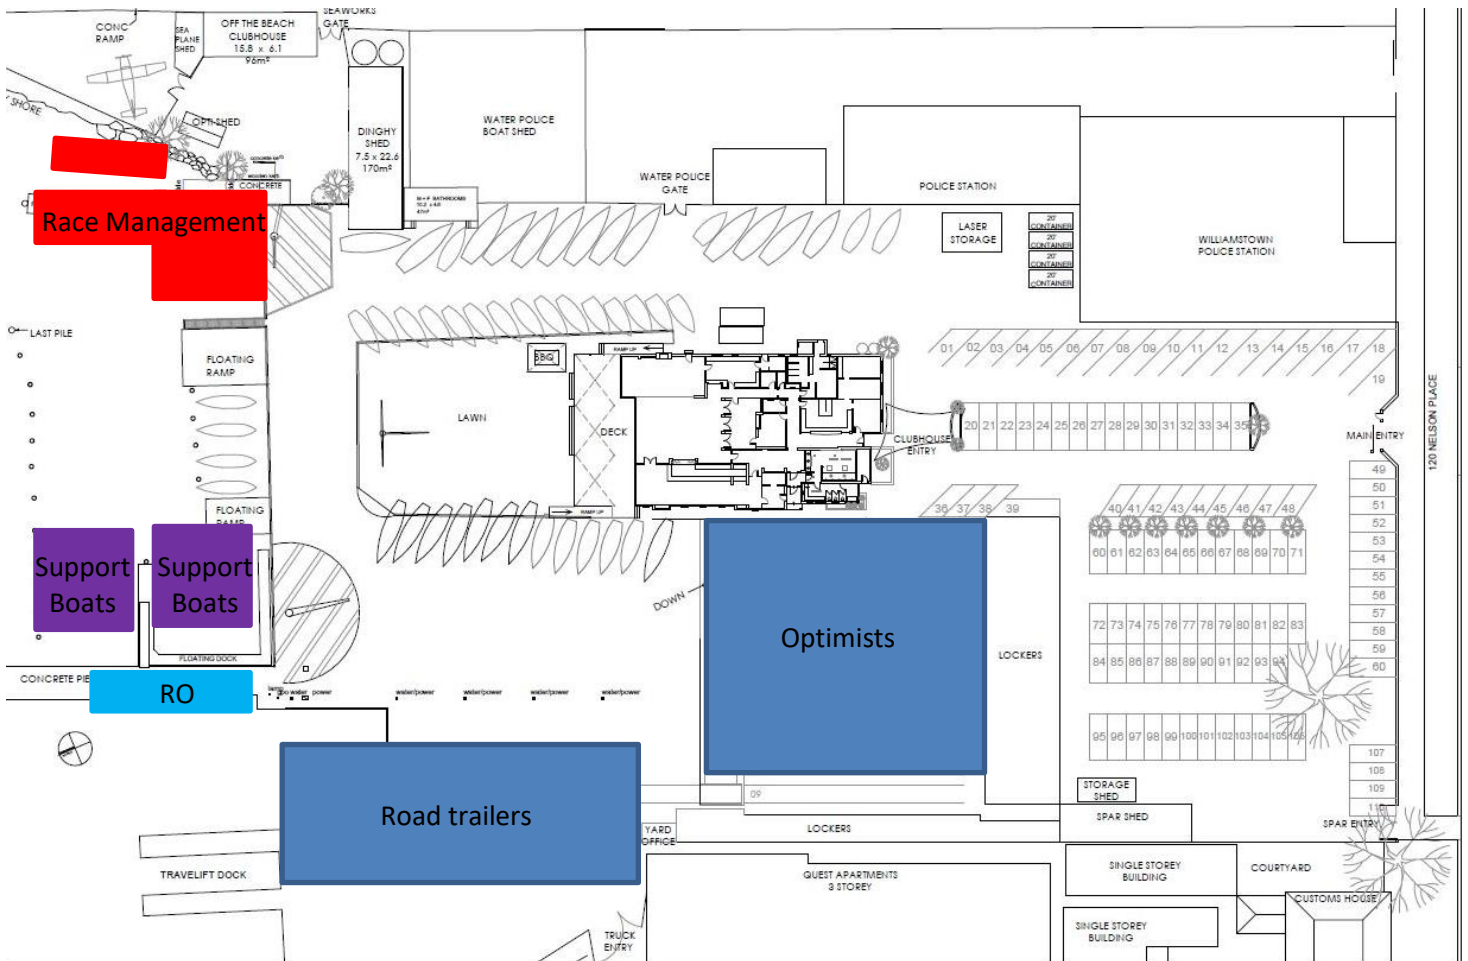 SEAWORKS
GATE
CONC
RAMP
SEA
PLANE
SHED
OFF THE BEACH
CLUBHOUSE
15.8 x 6.1
96m²
Y SHORE
OPTI SHED
DINGHY
SHED
7.5 x 22.6
170m²
WATER POLICE
BOAT SHED
CONCRETE
M + F BATHROOMS
WATER POLICE
GATE
POLICE STATION
LASER
STORAGE
20'
CONTAINER
20'
CONTAINER
20'
CONTAINER
20'
CONTAINER
WILLIAMSTOWN
POLICE STATION
Race Management
LAST PILE
FLOATING
RAMP
BBQ
RAMP UP
LAWN
DECK
CLUBHOUSE
ENTRY
01 02 03 04 05 06 07 08 09 10 11 12 13 14 15 16 17 18
19
20 21 22 23 24 25 26 27 28 29 30 31 32 33 34 35
MAIN ENTRY
120 NELSON PLACE
FLOATING
RAMP
RAMP UP
36 37 38 39
40 41 42 43 44 45 46 47 48
49
50
51
52
53
54
55
56
57
58
59
60
60 61 62 63 64 65 66 67 68 69 70 71
72 73 74 75 76 77 78 79 80 81 82 83
84 85 86 87 88 89 90 91 92 93 94
95 96 97 98 99 100 101 102 103 104 105 106
107
108
109
110
Support
Boats
Support
Boats
DOWN
Optimists
LOCKERS
FLOATING DOCK
CONCRETE PIE
RO
water power
water/power
water/power
water/power
water/power
Road trailers
09
STORAGE
SHED
SPAR SHED
SPAR ENTRY
YARD
OFFICE
LOCKERS
TRAVELIFT DOCK
QUEST APARTMENTS
3 STOREY
SINGLE STOREY
BUILDING
COURTYARD
CUSTOMS HOUSE
SINGLE STOREY
BUILDING
TRUCK
ENTRY